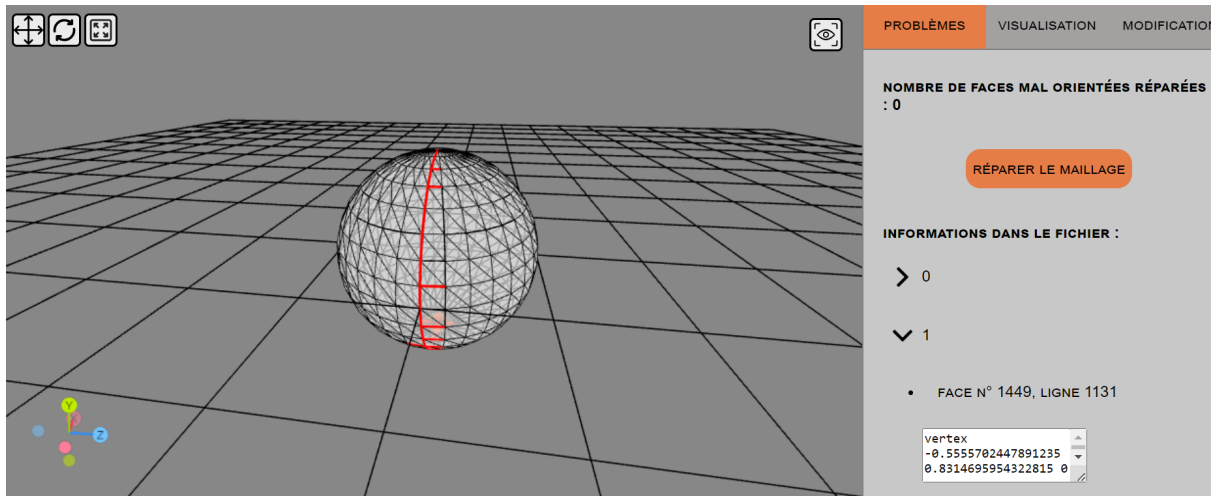 PROBLÈMES VISUALISATION MODIFICATION
NOMBRE DE FACES MAL ORIENTÉES RÉPARÉES
: 0
RÉPARER LE MAILLAGE
INFORMATIONS DANS LE FICHIER :
0
1
FACE N° 1449, LIGNE 1131
vertex
-0.5555702447891235
0.8314695954322815 0
Y
X
Z